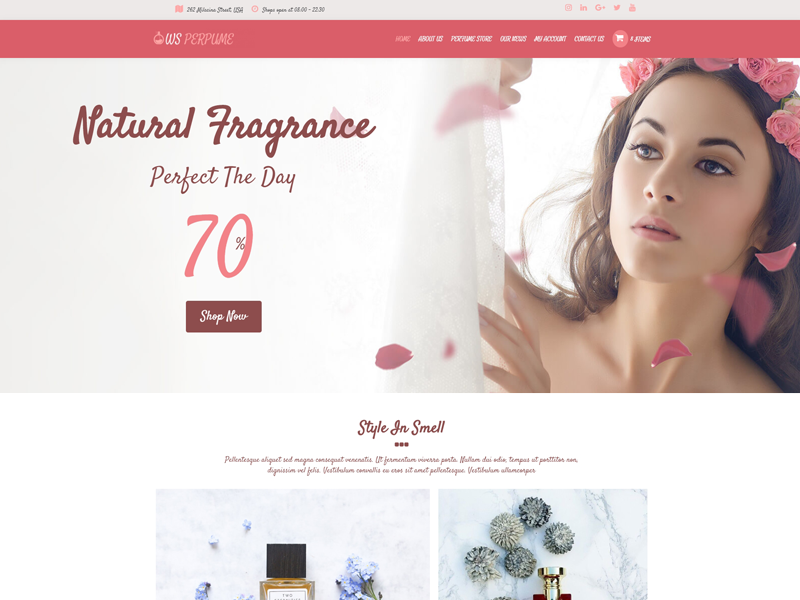 262 Milacina Street, USA
Shops open at 08:00 - 22:30
WS PERFUME
HOME ABOUT US PERFUME STORE OUR NEWS MY ACCOUNT CONTACT US
ITEMS
Natural Fragrance
Perfect The Day
70%
Shop Now
Style In Smell
Pellentesque aliquet sed magna consequat venenatis. Ut fermentum viverra porta. Nullam dui odio, tempus ut porttitor non,
dignissim vel felis. Vestibulum convallis eu eros sit amet pellentesque. Vestibulum ullamcorper